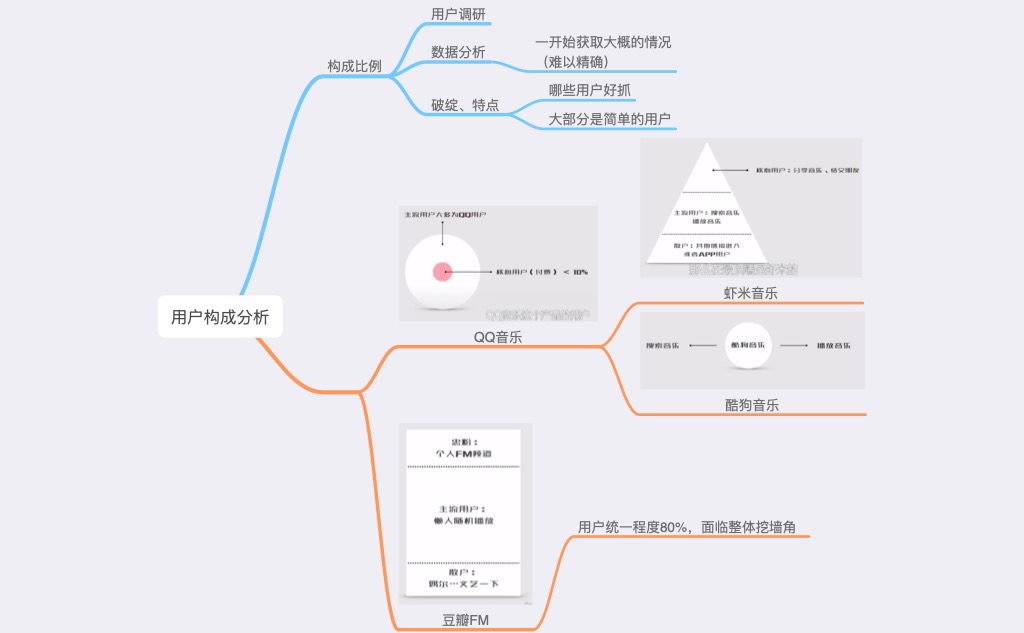 用户构成分析
构成比例
用户调研
数据分析
一开始获取大概的情况
（难以精确）
破绽、特点
哪些用户好抓
大部分是简单的用户
主流用户大多为QQ用户
核心用户（付费） < 10%
QQ音乐
核心用户：分享音乐、结交朋友
主流用户：搜索音乐
播放音乐
散户：其他链接进入
或者APP用户
虾米音乐
搜索音乐
酷狗音乐
播放音乐
酷狗音乐
忠粉：
个人FM频道
主流用户：
懒人随机播放
散户：
偶尔…文艺一下
豆瓣FM
用户统一程度80%，面临整体挖墙角